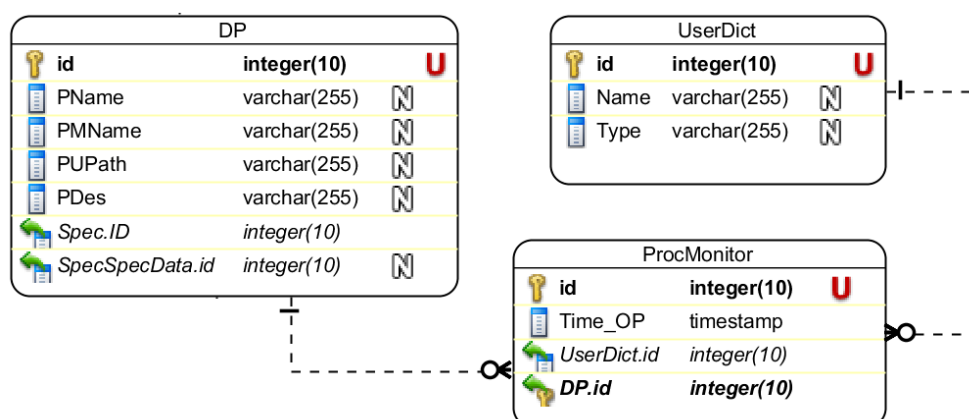 DP
id integer(10) U
PName varchar(255) N
PMName varchar(255) N
PUPath varchar(255) N
PDes varchar(255) N
Spec.ID integer(10)
SpecSpecData.id integer(10) N
UserDict
id integer(10) U
Name varchar(255) N
Type varchar(255) N
ProcMonitor
id integer(10) U
Time_OP timestamp
UserDict.id integer(10)
DP.id integer(10)